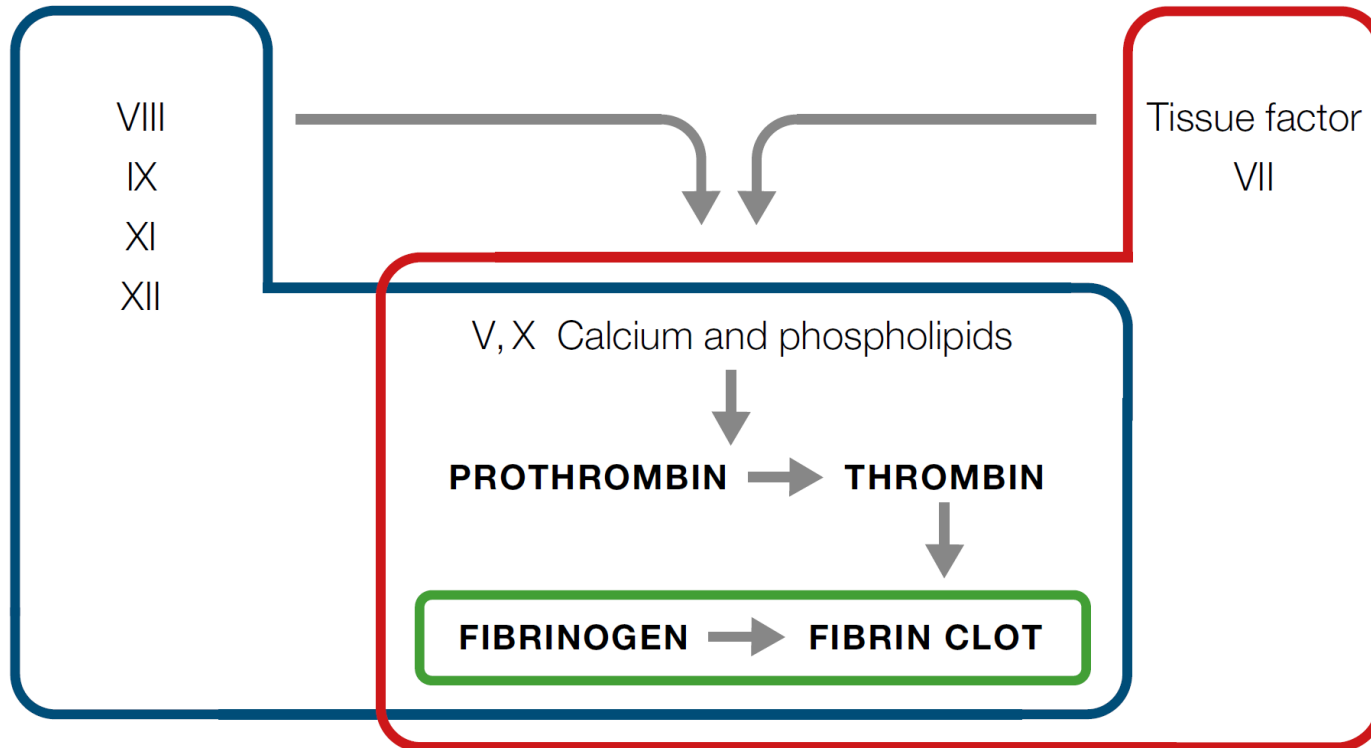 VIII
IX
XI
XII
Tissue factor
VII
V, X Calcium and phospholipids
PROTHROMBIN
THROMBIN
FIBRINOGEN
FIBRIN CLOT